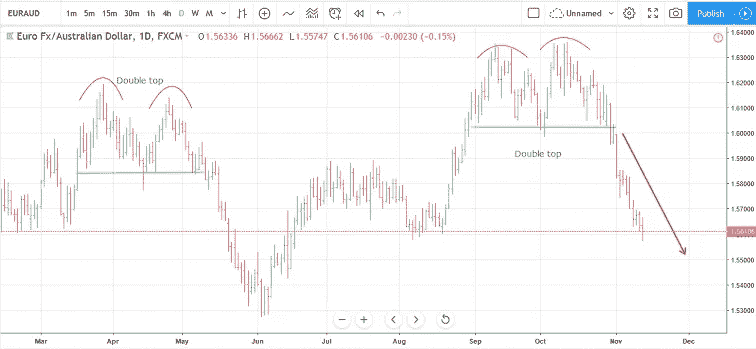 EURAUD 1m 5m 15m 30m 1h 4h D W M Unnamed Publish
Euro Fx/Australian Dollar, 1D, FXCM O1.56336 H1.56662 L1.55747 C1.56106 -0.00230 (-0.15%)
1.64000
1.63000
Double top
1.62000
1.61000
1.60000
Double top
1.59000
1.58000
1.57000
1.56106
1.55000
1.54000
1.53000
Mar Apr May Jun Jul Aug Sep Oct Nov Dec